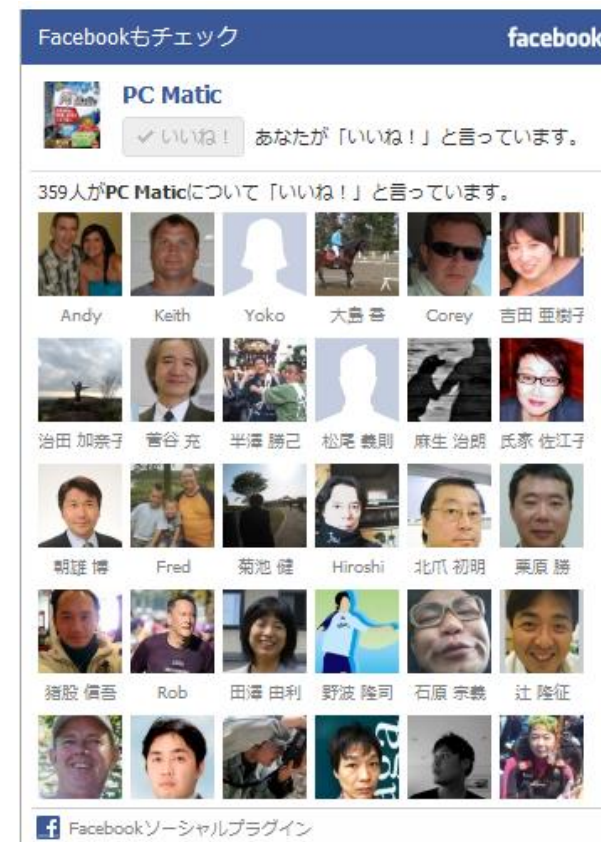 Facebookもチェック facebook
PC Matic
いいね！ あなたが「いいね！」と言っています。
359人がPC Maticについて「いいね！」と言っています。
Andy Keith Yoko 大島 香 Corey 吉田 亜樹子
治田 加奈子 菅谷 充 半澤 勝己 松尾 義則 麻生 治朗 氏家 佐江子
朝雄 博 Fred 菊池 健 Hiroshi 北爪 初明 栗原 勝
猪股 信吾 Rob 田澤 由利 野波 隆司 石原 宗義 辻 隆征
Facebookソーシャルプラグイン